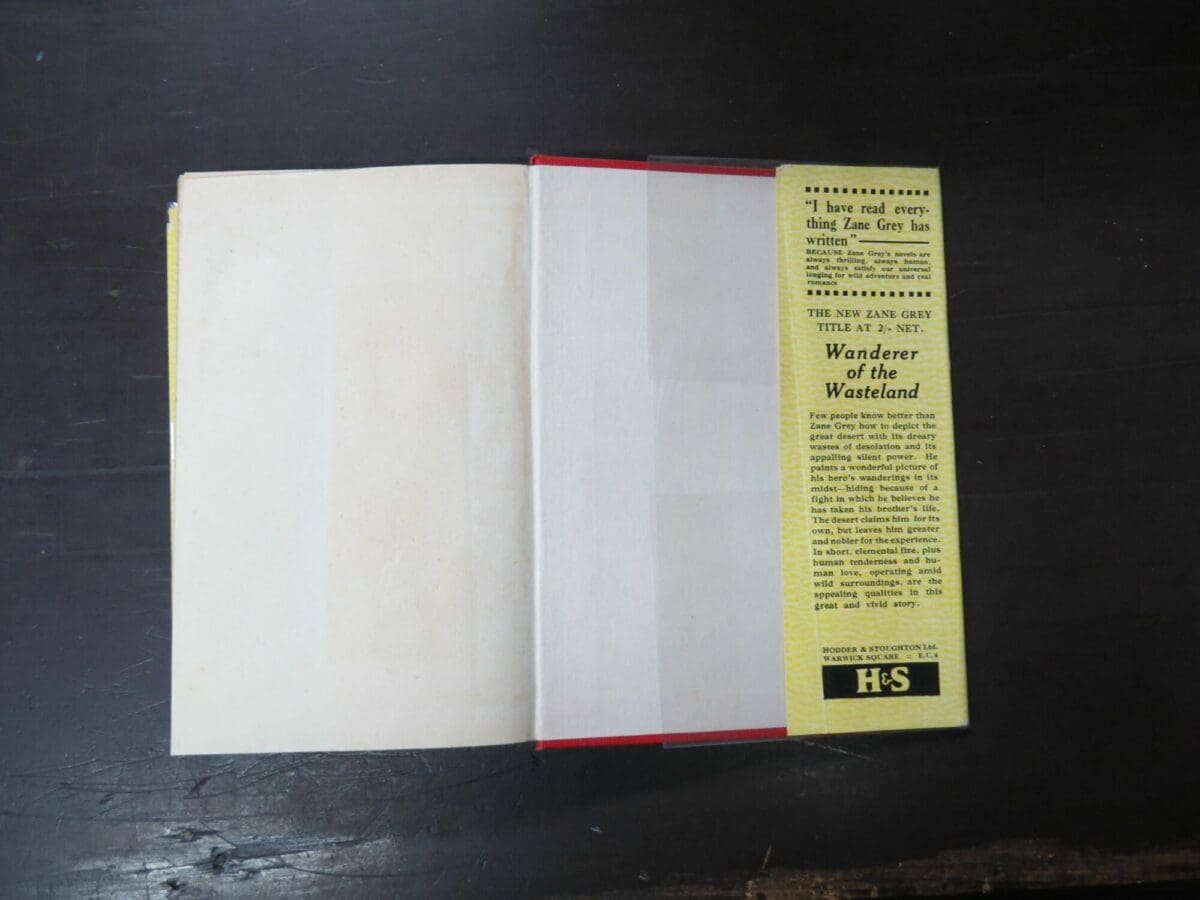 "I have read every-
thing Zane Grey has
written"
BECAUSE Zane Grey's novels are
always thrilling, always human,
and always satisfy our universal
longing for wild adventure and real
romance
THE NEW ZANE GREY
TITLE AT 2/- NET.
Wanderer
of the
Wasteland
Few people know better than
Zane Grey how to depict the
great desert with its dreary
wastes of desolation and its
appalling silent power. He
paints a wonderful picture of
his hero's wanderings in its
midst—hiding because of a
fight in which he believes he
has taken his brother's life.
The desert claims him for its
own, but leaves him greater
and nobler for the experience.
In short, elemental fire, plus
human tenderness and hu-
man love, operating amid
wild surroundings, are the
appealing qualities in this
great and vivid story.
HODDER & STOUGHTON Ltd.
WARWICK SQUARE :: E.C.4
H&S